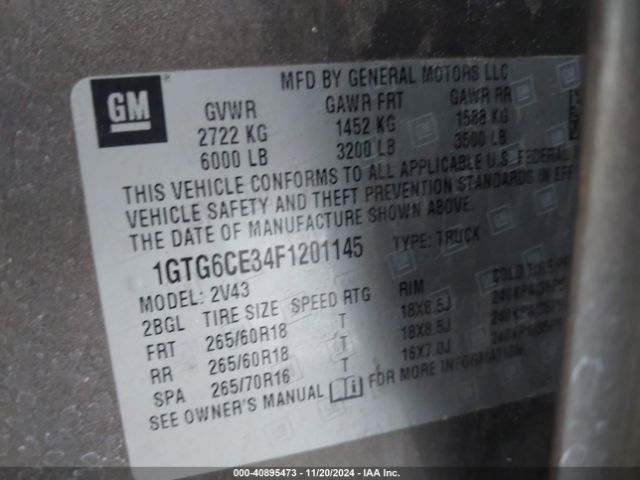 GM
MFD BY GENERAL MOTORS LLC
GVWR GAWR FRT GAWR RR
2722 KG 1452 KG 1588 KG
6000 LB 3200 LB 3500 LB
THIS VEHICLE CONFORMS TO ALL APPLICABLE U.S. FEDERAL
VEHICLE SAFETY AND THEFT PREVENTION STANDARDS IN EFF
THE DATE OF MANUFACTURE SHOWN ABOVE.
1GTG6CE34F1201145 TYPE: TRUCK
MODEL: 2V43
2BGL TIRE SIZE SPEED RTG RIM COLD TIRE
FRT 265/60R18 T 18X8.5J
RR 265/60R18 T 18X8.5J
SPA 265/70R16 T 16X7.0J
SEE OWNER'S MANUAL FOR MORE INFORMATION.
000-40895473 - 11/20/2024 - IAA Inc.